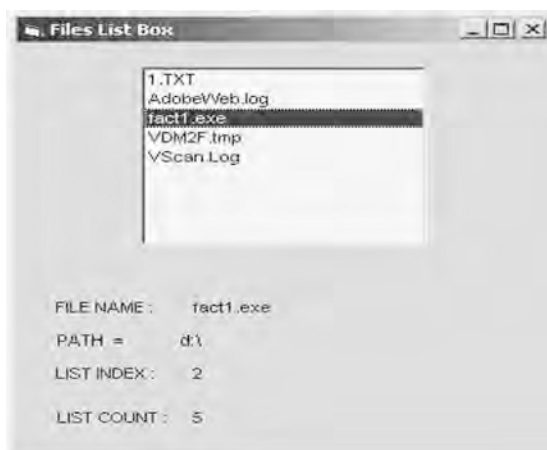 Files List Box
1.TXT
AdobeWeb.log
fact1.exe
VDM2F.tmp
VScan.Log
FILE NAME : fact1.exe
PATH = d:\
LIST INDEX : 2
LIST COUNT : 5